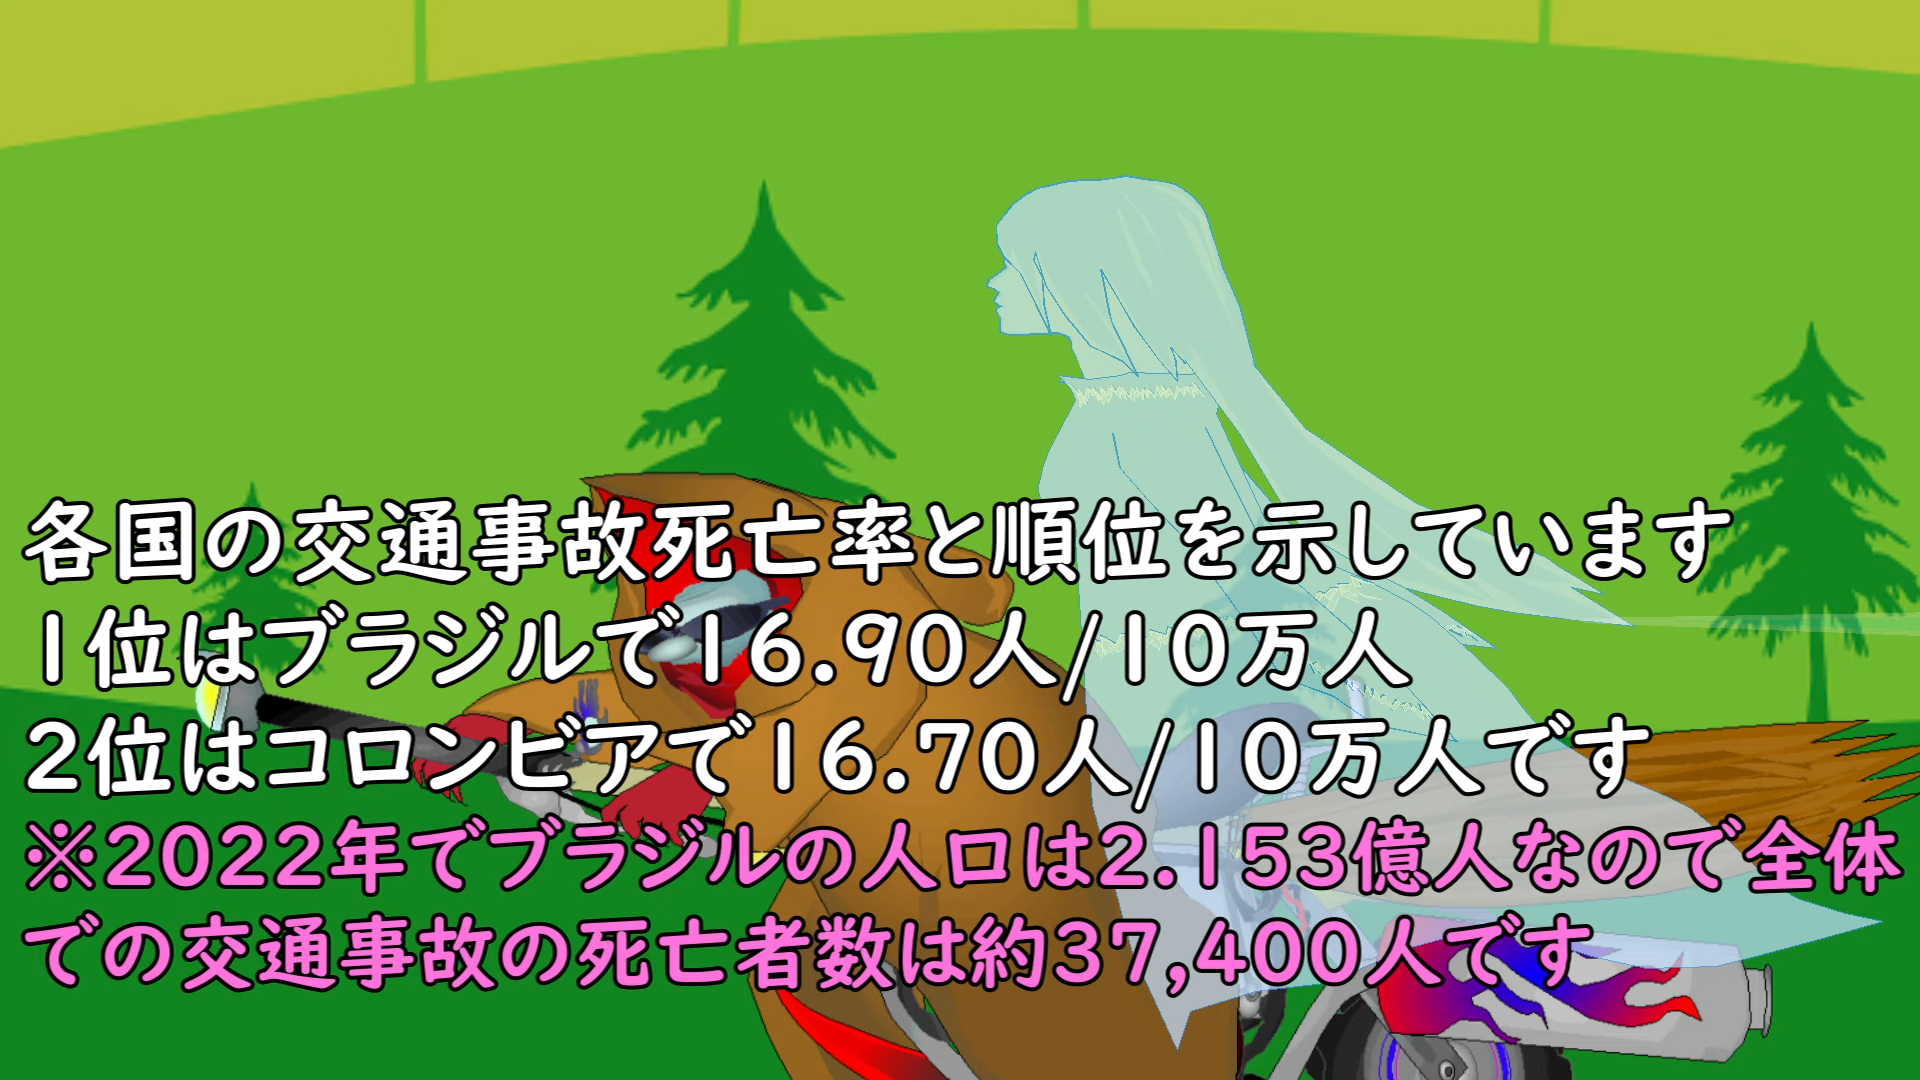 各国の交通事故死亡率と順位を示しています
1位はブラジルで16.90人/10万人
2位はコロンビアで16.70人/10万人です
※2022年でブラジルの人口は2.153億人なので全体
での交通事故の死亡者数は約37,400人です